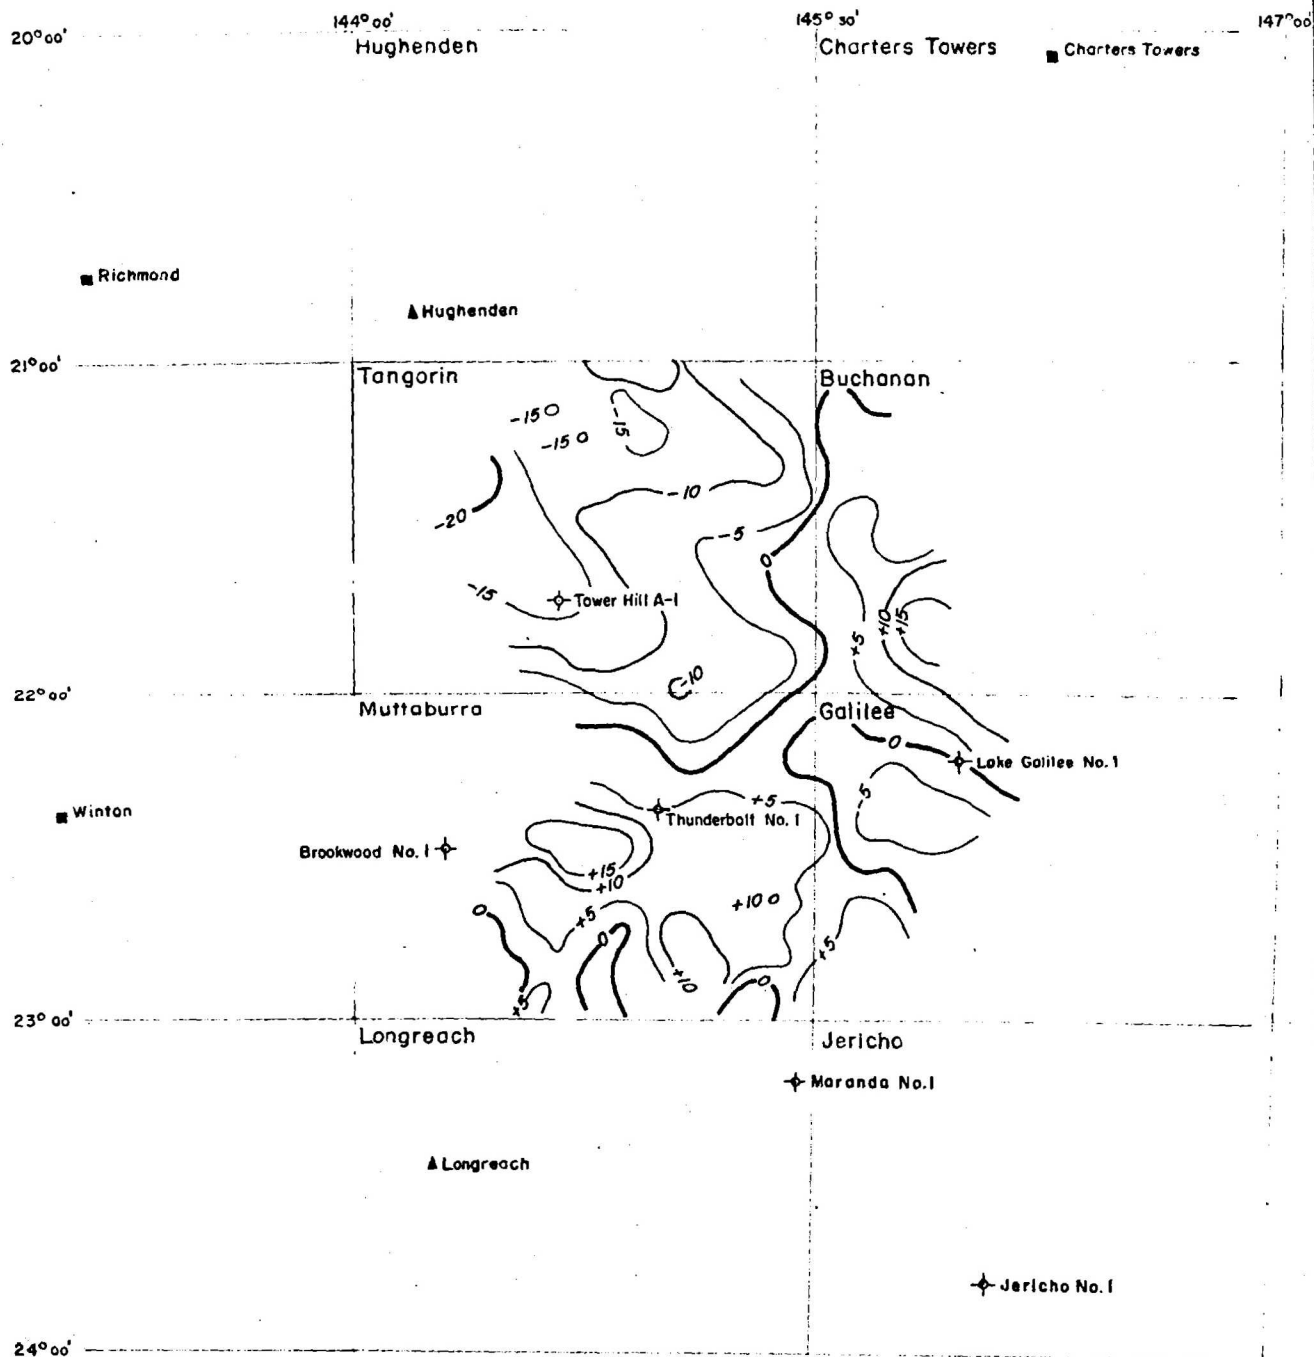 144°00' 145°30' 147°00'
20°00'
Hughenden
Charters Towers
Charters Towers
Richmond
Hughenden
21°00'
Tangorin
Buchanan
-15
-15
-15
-10
-20
-5
0
-15
Tower Hill A-1
+5
+10
+15
-10
22°00'
Muttaburra
Galilee
0
Lake Galilee No.1
-5
+5
Winton
Thunderbolt No. 1
Brookwood No. 1
+15
+10
0
+5
+10
0
+5
+10
0
+5
23°00'
Longreach
Jericho
Maranda No.1
Longreach
Jericho No.1
24°00'